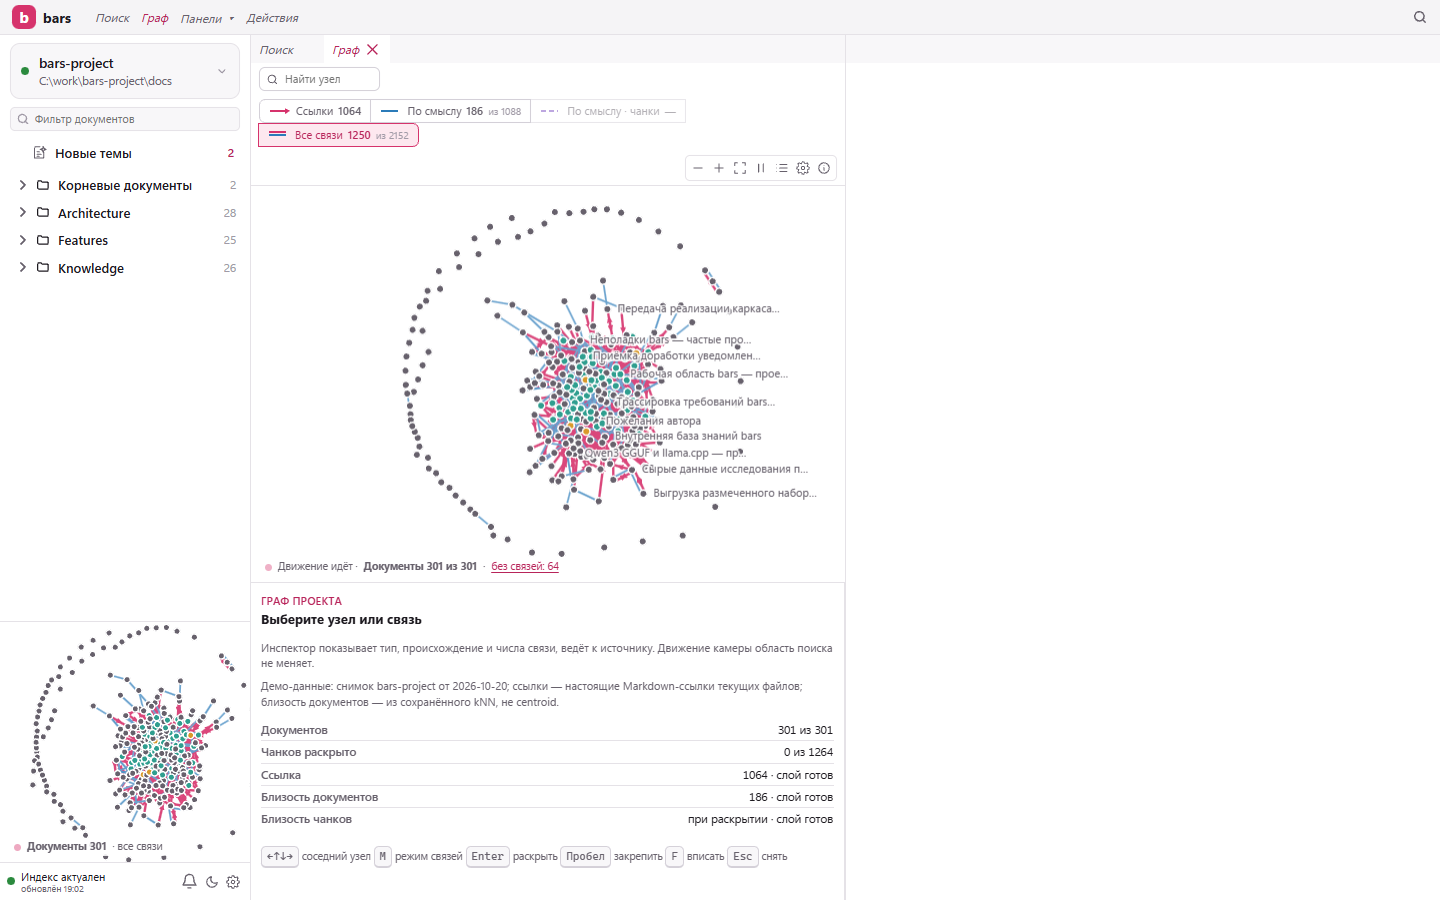 b bars Поиск Граф Панели Действия
bars-project
C:\work\bars-project\docs
Фильтр документов
Новые темы 2
Корневые документы 2
Architecture 28
Features 25
Knowledge 26
Документы 301 · все связи
Индекс актуален
обновлён 19:02
Поиск Граф
Найти узел
Ссылки 1064 По смыслу 186 из 1088 По смыслу · чанки —
Все связи 1250 из 2152
Передача реализации каркаса...
Неполадки bars — частые про...
Приёмка доработки уведомлен...
Рабочая область bars — прое...
Трассировка требований bars...
Пожелания автора
Внутренняя база знаний bars
Qwen3 GGUF и llama.cpp — пр...
Сырые данные исследования п...
Выгрузка размеченного набор...
Движение идёт · Документы 301 из 301 · без связей: 64
ГРАФ ПРОЕКТА
Выберите узел или связь
Инспектор показывает тип, происхождение и числа связи, ведёт к источнику. Движение камеры область поиска
не меняет.
Демо-данные: снимок bars-project от 2026-10-20; ссылки — настоящие Markdown-ссылки текущих файлов;
близость документов — из сохранённого kNN, не centroid.
Документов 301 из 301
Чанков раскрыто 0 из 1264
Ссылка 1064 · слой готов
Близость документов 186 · слой готов
Близость чанков при раскрытии · слой готов
←↑↓→ соседний узел M режим связей Enter раскрыть Пробел закрепить F вписать Esc снять